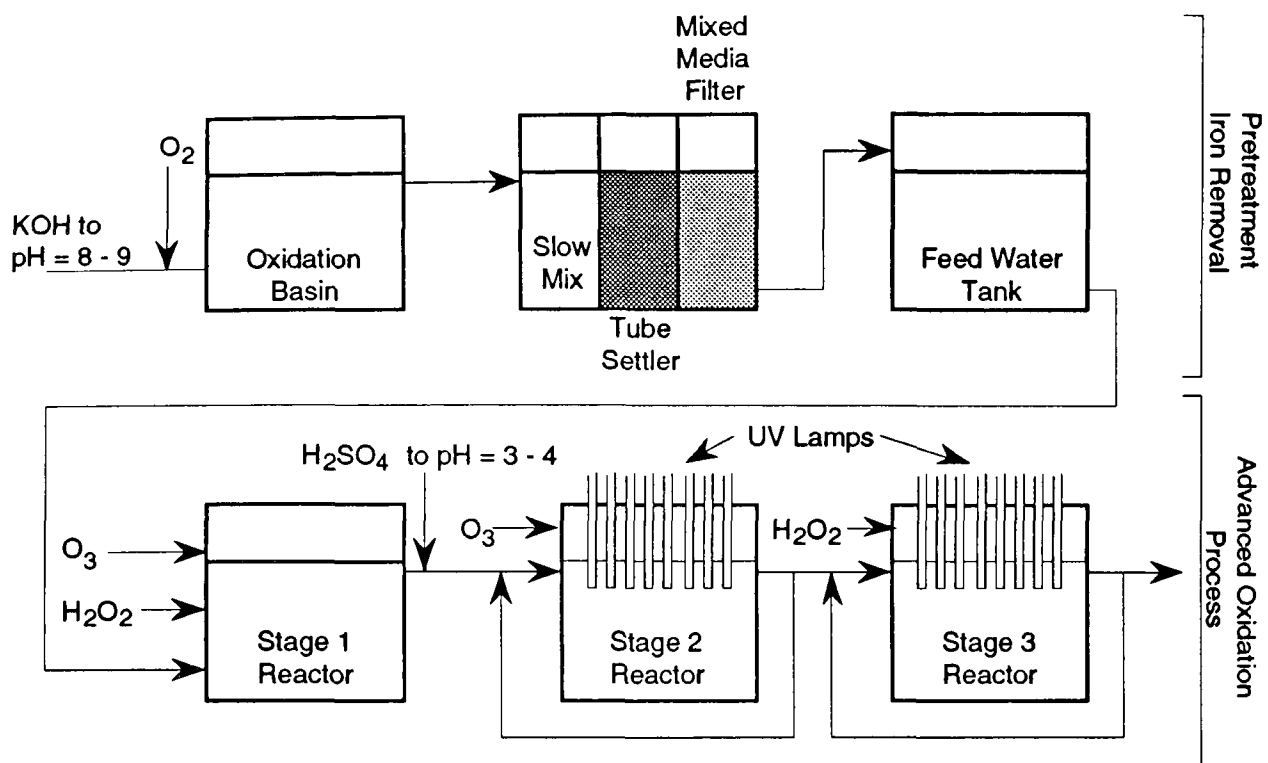 Mixed
Media
Filter
O₂
KOH to
pH = 8 - 9
Oxidation
Basin
Slow
Mix
Tube
Settler
Feed Water
Tank
Pretreatment
Iron Removal
UV Lamps
H₂SO₄ to pH = 3 - 4
O₃
H₂O₂
O₃
H₂O₂
Stage 1
Reactor
Stage 2
Reactor
Stage 3
Reactor
Advanced Oxidation
Process